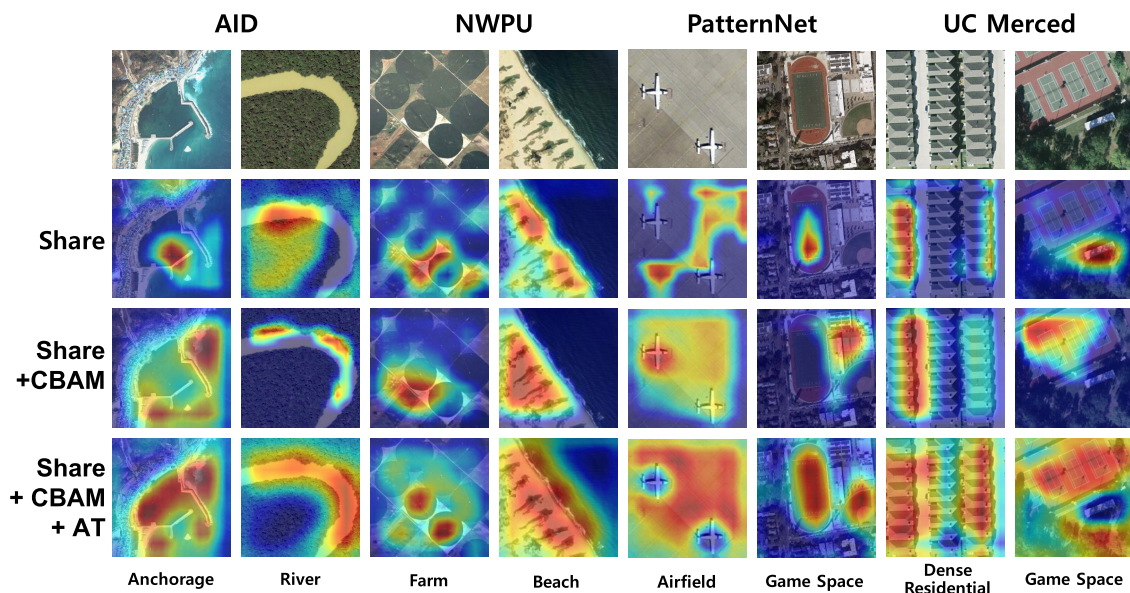 AID NWPU PatternNet UC Merced
Share
Share
+CBAM
Share
+ CBAM
+ AT
Anchorage River Farm Beach Airfield Game Space Dense Residential Game Space